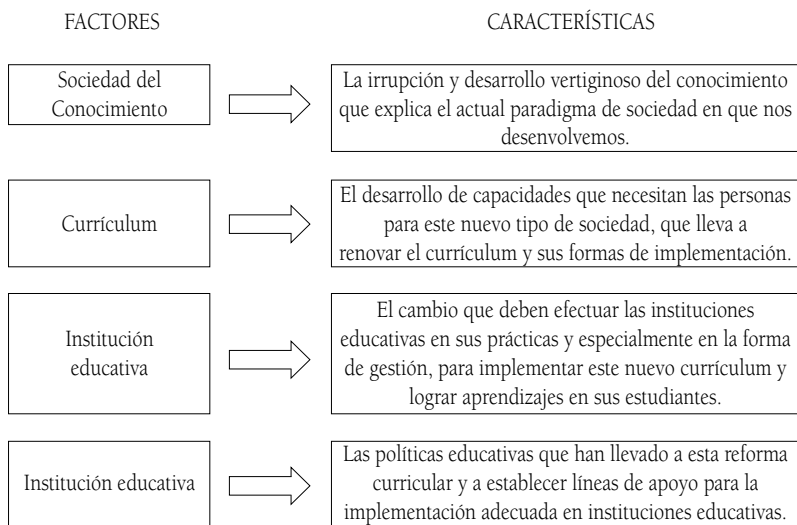 FACTORES
CARACTERÍSTICAS
Sociedad del
Conocimiento
La irrupción y desarrollo vertiginoso del conocimiento
que explica el actual paradigma de sociedad en que nos
desenvolvemos.
Currículum
El desarrollo de capacidades que necesitan las personas
para este nuevo tipo de sociedad, que lleva a
renovar el currículum y sus formas de implementación.
Institución
educativa
El cambio que deben efectuar las instituciones
educativas en sus prácticas y especialmente en la forma
de gestión, para implementar este nuevo currículum y
lograr aprendizajes en sus estudiantes.
Institución educativa
Las políticas educativas que han llevado a esta reforma
curricular y a establecer líneas de apoyo para la
implementación adecuada en instituciones educativas.